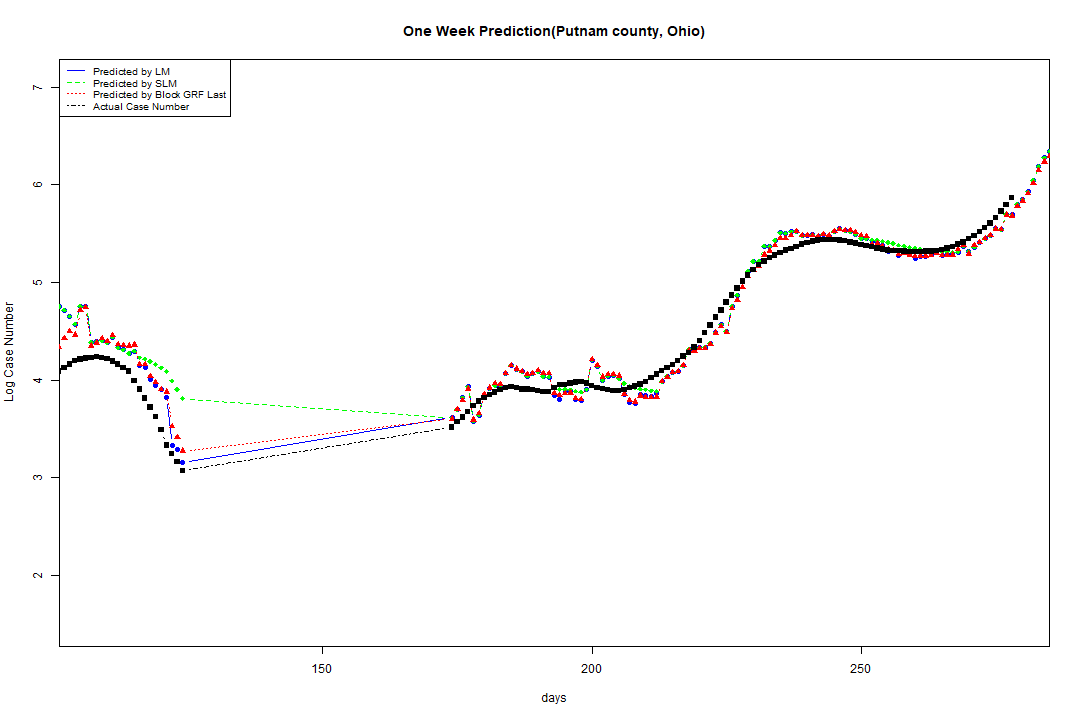 One Week Prediction(Putnam county, Ohio)
Predicted by LM
Predicted by SLM
Predicted by Block GRF Last
Actual Case Number
7
6
5
4
3
2
Log Case Number
150
200
250
days